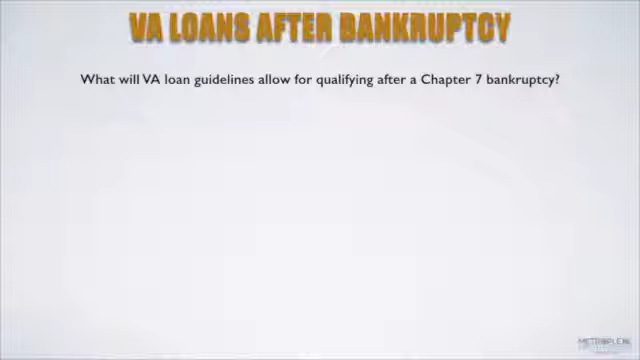 VA LOANS AFTER BANKRUPTCY
What will VA loan guidelines allow for qualifying after a Chapter 7 bankruptcy?